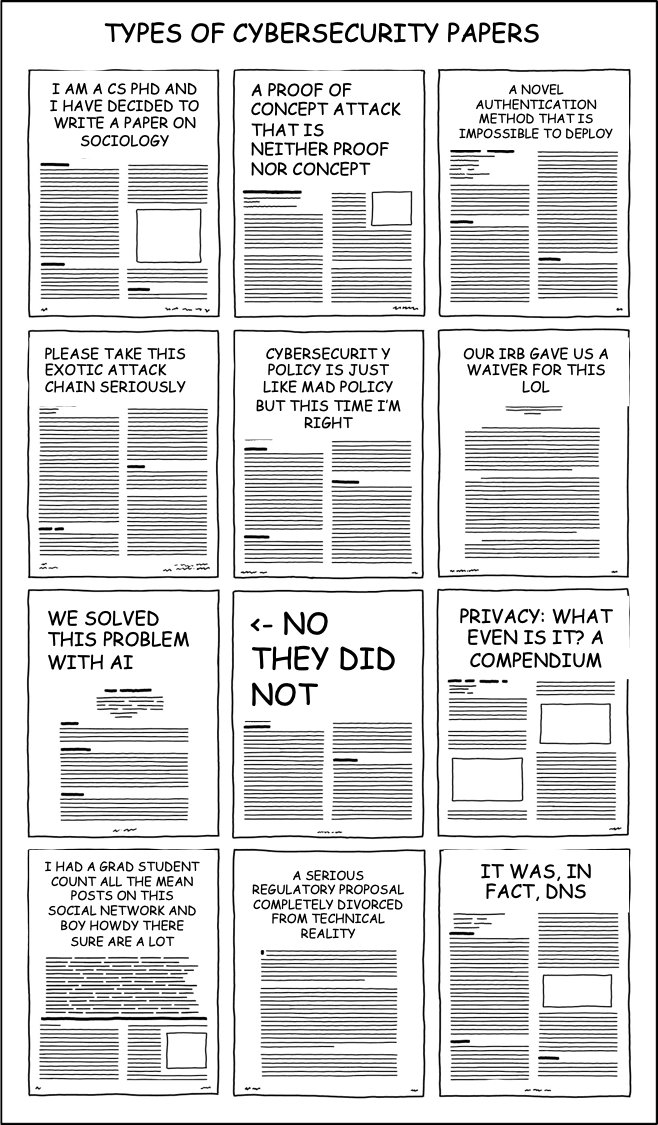 TYPES OF CYBERSECURITY PAPERS
I AM A CS PHD AND
I HAVE DECIDED TO
WRITE A PAPER ON
SOCIOLOGY
A PROOF OF
CONCEPT ATTACK
THAT IS
NEITHER PROOF
NOR CONCEPT
A NOVEL
AUTHENTICATION
METHOD THAT IS
IMPOSSIBLE TO DEPLOY
PLEASE TAKE THIS
EXOTIC ATTACK
CHAIN SERIOUSLY
CYBERSECURIT Y
POLICY IS JUST
LIKE MAD POLICY
BUT THIS TIME I'M
RIGHT
OUR IRB GAVE US A
WAIVER FOR THIS
LOL
WE SOLVED
THIS PROBLEM
WITH AI
<- NO
THEY DID
NOT
PRIVACY: WHAT
EVEN IS IT? A
COMPENDIUM
I HAD A GRAD STUDENT
COUNT ALL THE MEAN
POSTS ON THIS
SOCIAL NETWORK AND
BOY HOWDY THERE
SURE ARE A LOT
A SERIOUS
REGULATORY PROPOSAL
COMPLETELY DIVORCED
FROM TECHNICAL
REALITY
IT WAS, IN
FACT, DNS